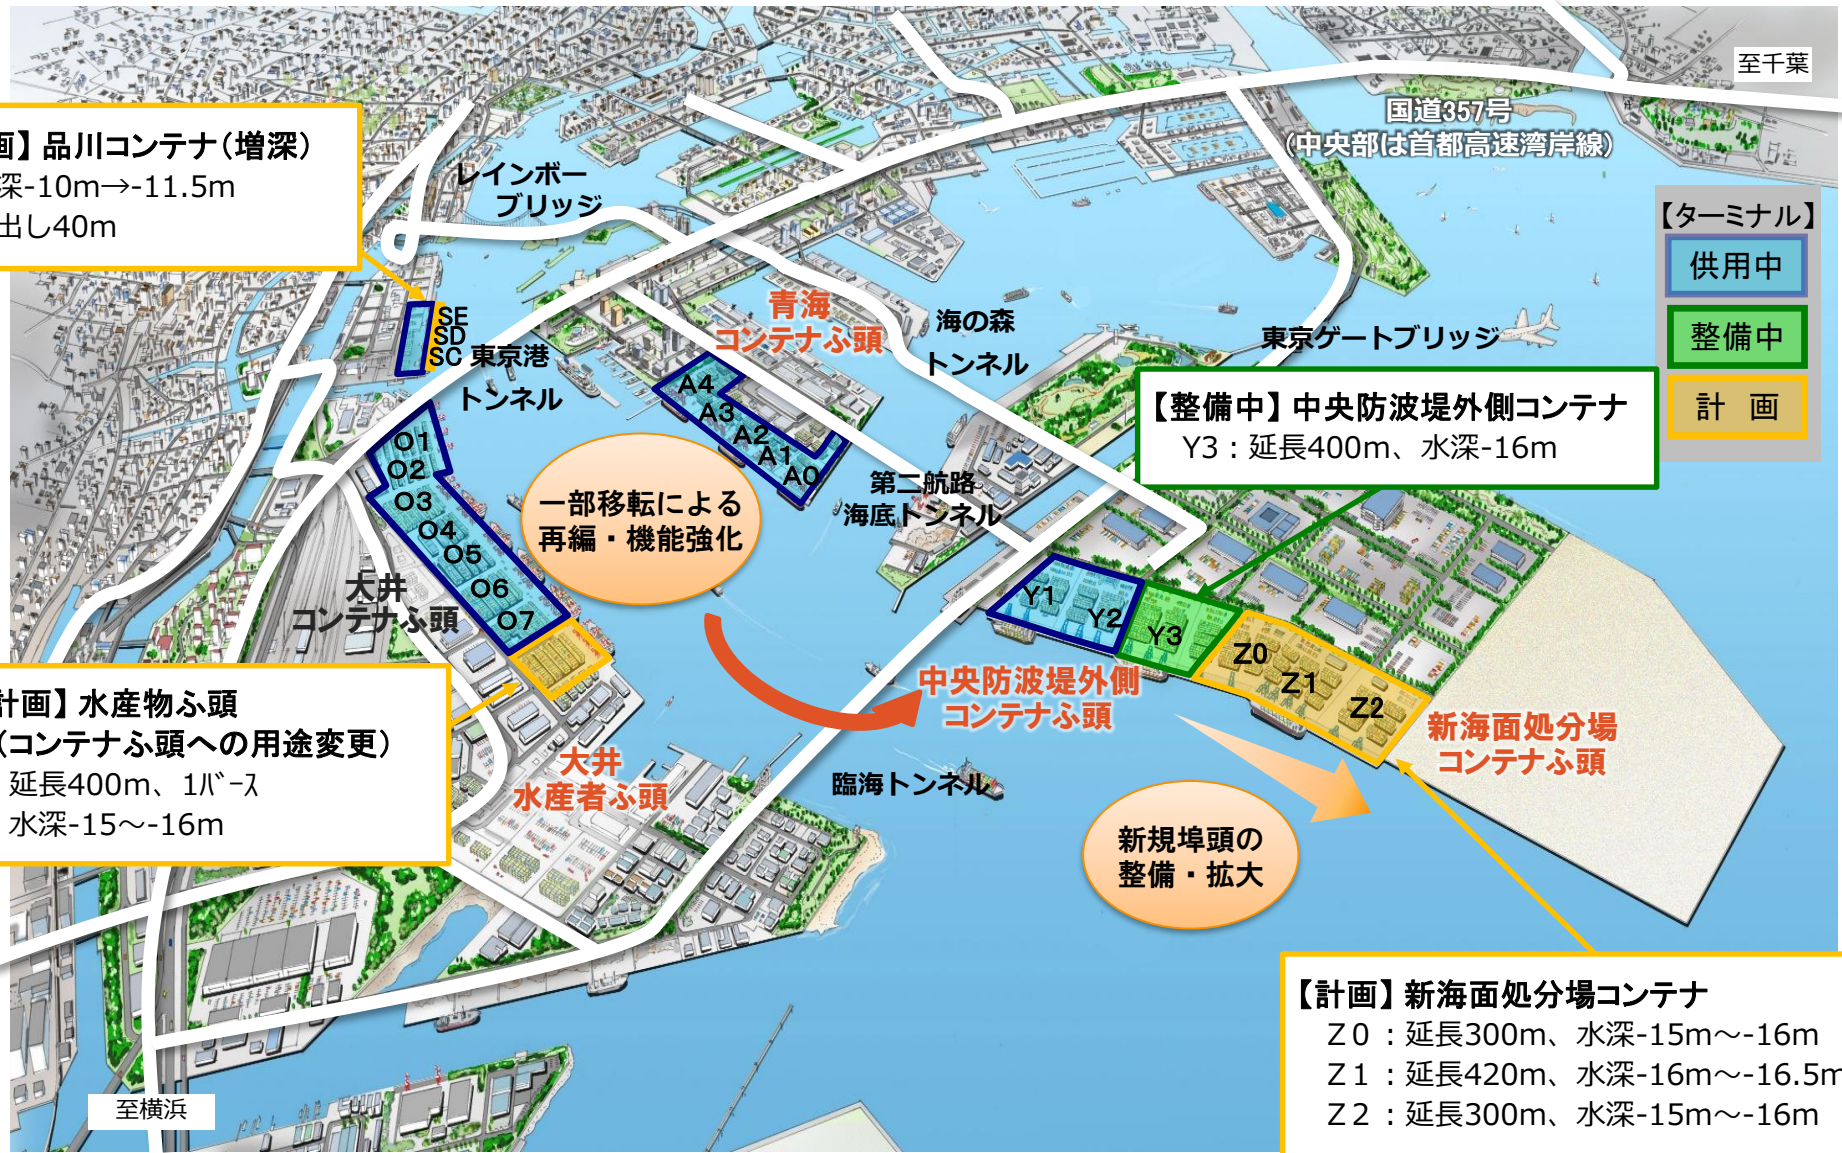 至千葉
国道357号
(中央部は首都高速湾岸線)
画】品川コンテナ(増深)
深-10m→-11.5m
出し40m
レインボー
ブリッジ
【ターミナル】
供用中
整備中
計 画
SE
SD
SC
東京港
トンネル
青海
コンテナふ頭
海の森
トンネル
東京ゲートブリッジ
A4
A3
A2
A1
A0
【整備中】中央防波堤外側コンテナ
Y3:延長400m、水深-16m
O1
O2
O3
O4
O5
O6
O7
一部移転による
再編・機能強化
第二航路
海底トンネル
大井
コンテナふ頭
Y1
Y2
Y3
Z0
Z1
Z2
中央防波堤外側
コンテナふ頭
新海面処分場
コンテナふ頭
計画】水産物ふ頭
(コンテナふ頭への用途変更)
延長400m、1バース
水深-15~-16m
大井
水産者ふ頭
臨海トンネル
新規埠頭の
整備・拡大
【計画】新海面処分場コンテナ
Z0:延長300m、水深-15m~-16m
Z1:延長420m、水深-16m~-16.5m
Z2:延長300m、水深-15m~-16m
至横浜